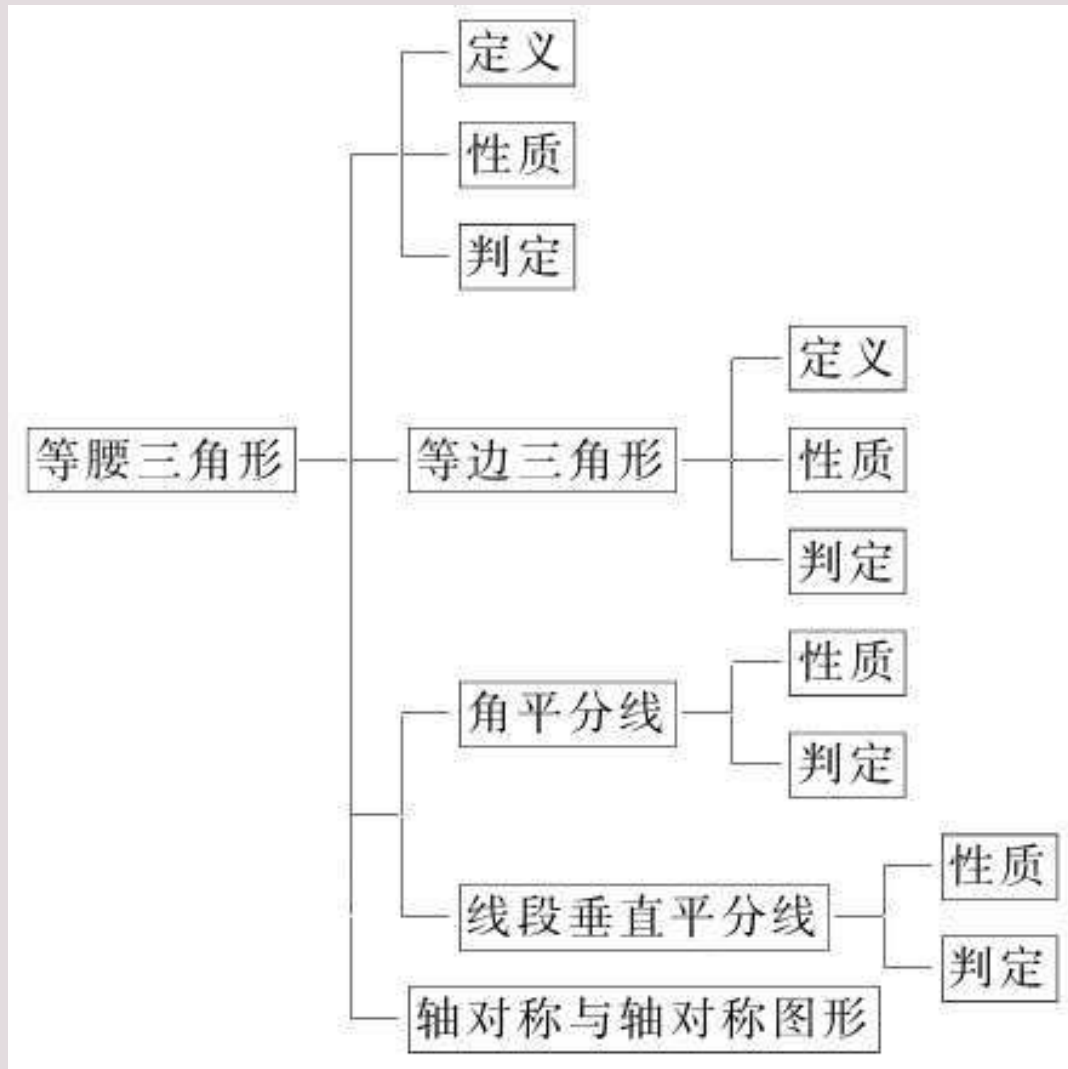 定义
性质
判定
定义
等腰三角形
等边三角形
性质
判定
性质
角平分线
判定
性质
线段垂直平分线
判定
轴对称与轴对称图形